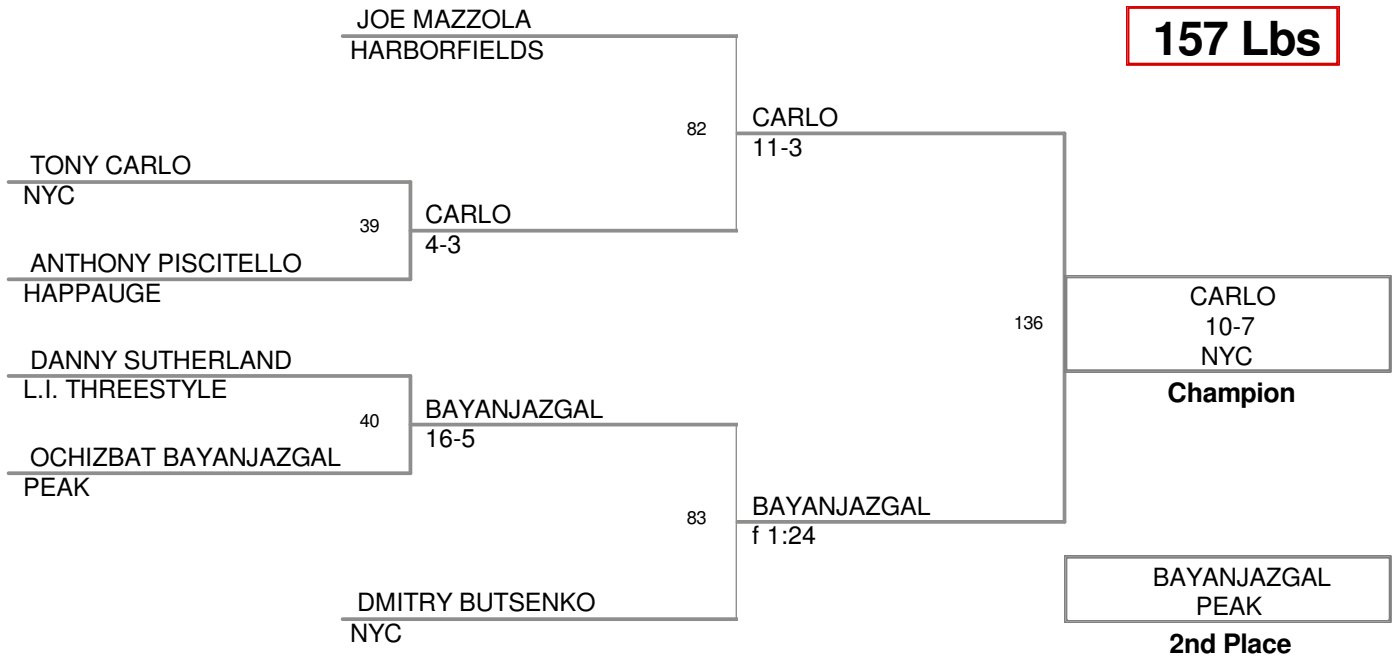 JOE MAZZOLA
HARBORFIELDS
157 Lbs
82
CARLO
11-3
TONY CARLO
NYC
39
CARLO
4-3
ANTHONY PISCITELLO
HAPPAUGE
136
CARLO
10-7
NYC
Champion
DANNY SUTHERLAND
L.I. THREESTYLE
40
BAYANJAZGAL
16-5
OCHIZBAT BAYANJAZGAL
PEAK
83
BAYANJAZGAL
f 1:24
DMITRY BUTSENKO
NYC
BAYANJAZGAL
PEAK
2nd Place